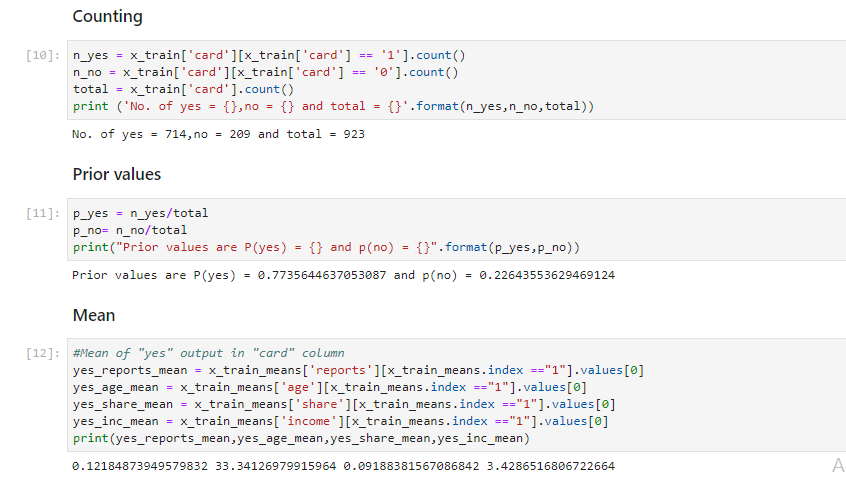 Counting
[10]: n_yes = x_train['card'][x_train['card'] == '1'].count()
n_no = x_train['card'][x_train['card'] == '0'].count()
total = x_train['card'].count()
print ('No. of yes = {},no = {} and total = {}'.format(n_yes,n_no,total))
No. of yes = 714,no = 209 and total = 923
Prior values
[11]: p_yes = n_yes/total
p_no= n_no/total
print("Prior values are P(yes) = {} and p(no) = {}".format(p_yes,p_no))
Prior values are P(yes) = 0.7735644637053087 and p(no) = 0.22643553629469124
Mean
[12]: #Mean of "yes" output in "card" column
yes_reports_mean = x_train_means['reports'][x_train_means.index =="1"].values[0]
yes_age_mean = x_train_means['age'][x_train_means.index =="1"].values[0]
yes_share_mean = x_train_means['share'][x_train_means.index =="1"].values[0]
yes_inc_mean = x_train_means['income'][x_train_means.index =="1"].values[0]
print(yes_reports_mean,yes_age_mean,yes_share_mean,yes_inc_mean)
0.12184873949579832 33.34126979915964 0.09188381567086842 3.4286516806722664
A